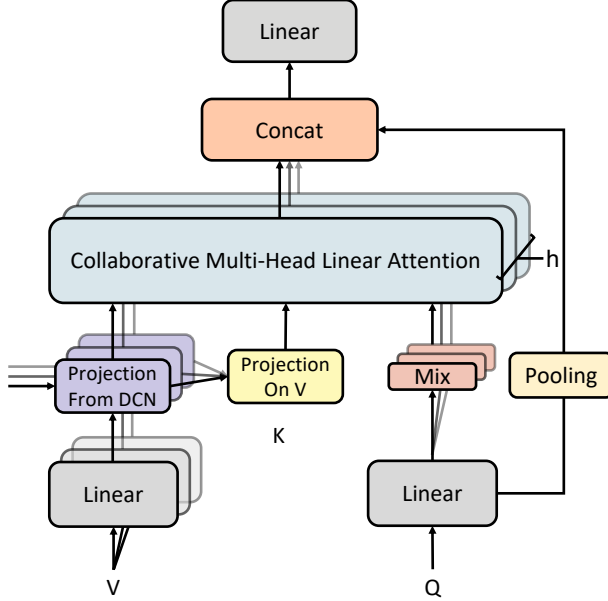 Linear
Concat
Collaborative Multi-Head Linear Attention
h
Projection
From DCN
Projection
On V
Mix
Pooling
K
Linear
Linear
V
Q